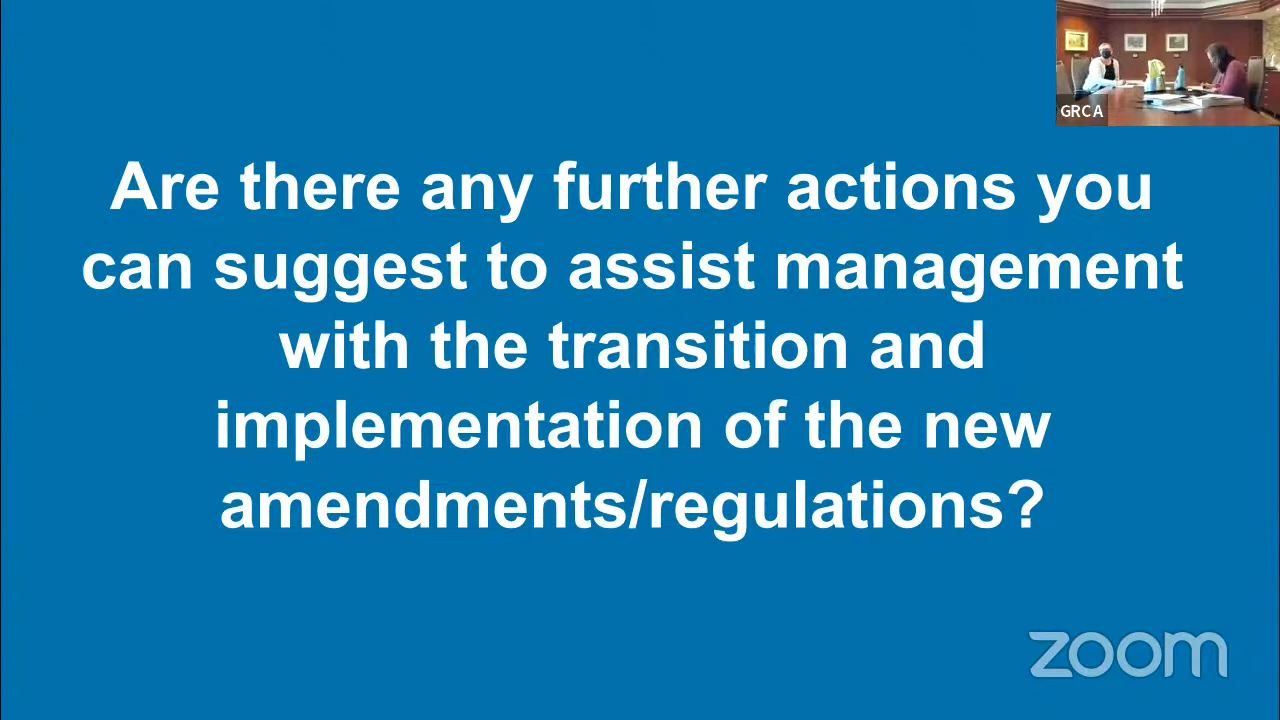 GRCA
Are there any further actions you
can suggest to assist management
with the transition and
implementation of the new
amendments/regulations?
zoom